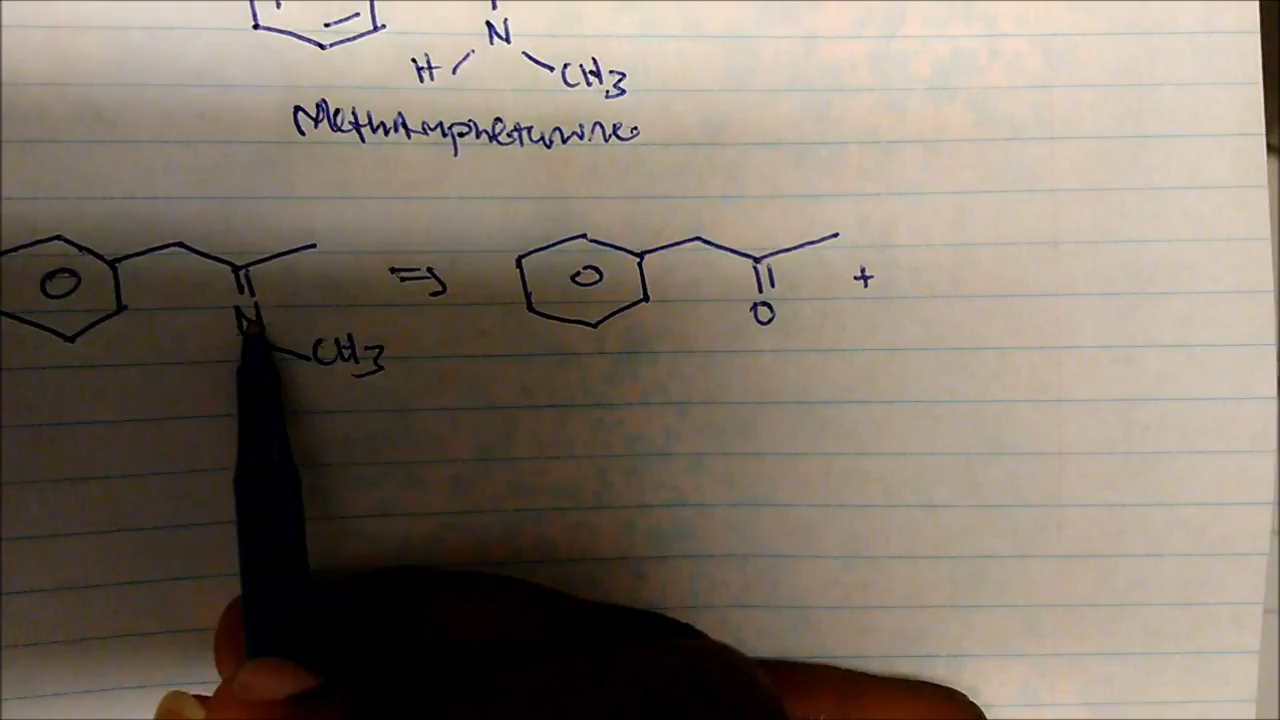 N
H CH3
Methamphetamine
⇒ +
N O
CH3